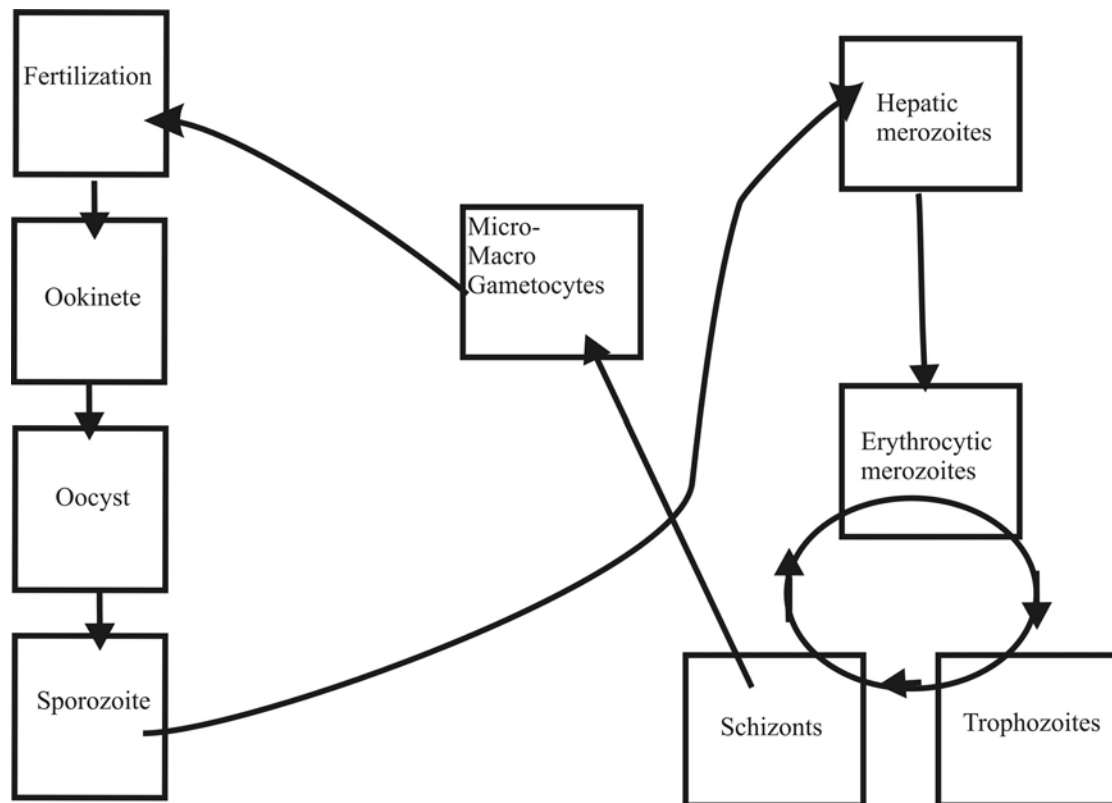 Fertilization
Ookinete
Oocyst
Sporozoite
Micro-
Macro
Gametocytes
Hepatic
merozoites
Erythrocytic
merozoites
Schizonts
Trophozoites